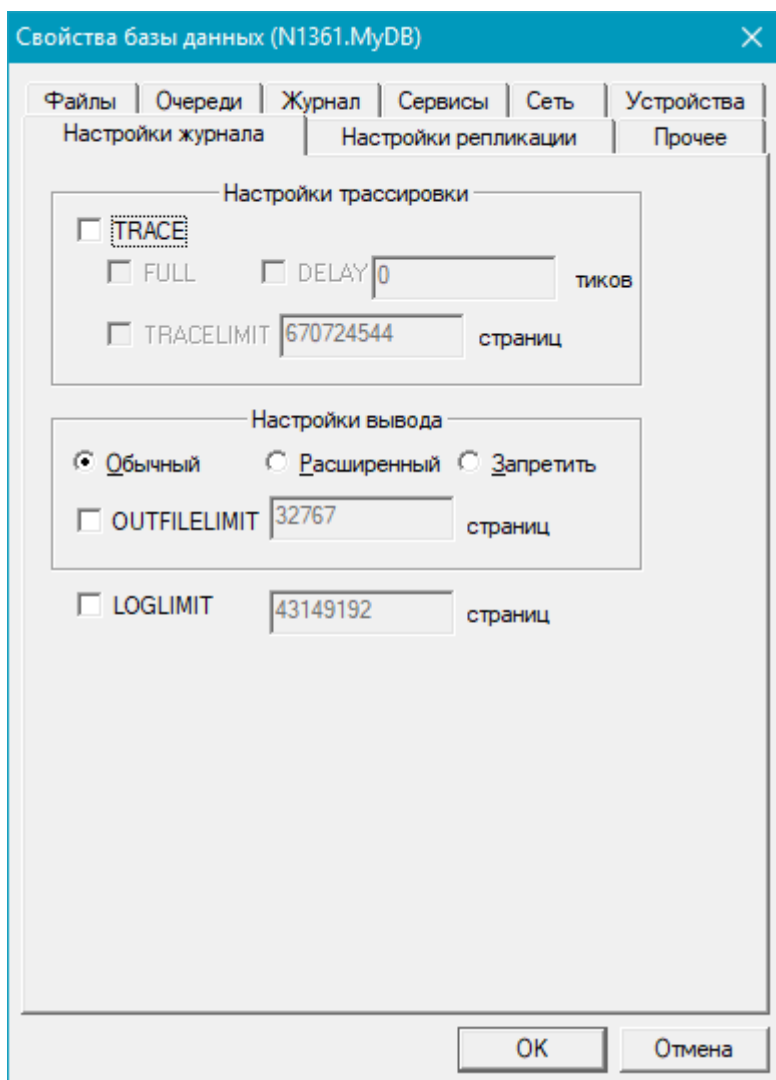 Свойства базы данных (N1361.MyDB)
Файлы Очереди Журнал Сервисы Сеть Устройства
Настройки журнала Настройки репликации Прочее
Настройки трассировки
TRACE
FULL DELAY 0 тиков
TRACELIMIT 670724544 страниц
Настройки вывода
Обычный Расширенный Запретить
OUTFILELIMIT 32767 страниц
LOGLIMIT 43149192 страниц
OK Отмена